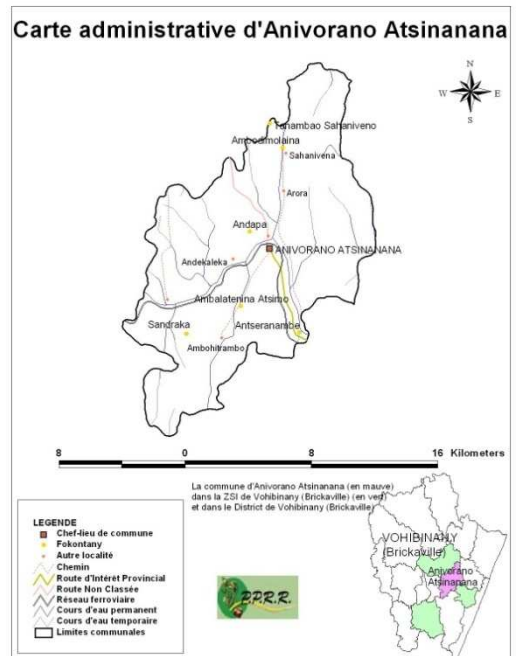 Carte administrative d'Anivorano Atsinanana
N
W E
S
Tanambao Sahaniveno
Ambodimolaina
Sahanivena
Arora
Andapa
ANIVORANO ATSINANANA
Andekaleka
Ambalatenina Atsimo
Sandraka
Antseranambe
Ambohitrambo
8 0 8 16 Kilometers
La commune d'Anivorano Atsinanana (en mauve)
dans la ZSI de Vohibinany (Brickaville) (en vert)
et dans le District de Vohibinany (Brickaville)
LEGENDE
Chef-lieu de commune
Fokontany
Autre localité
Chemin
Route d'Intérêt Provincial
Route Non Classée
Réseau ferroviaire
Cours d'eau permanent
Cours d'eau temporaire
Limites communales
P.P.R.R.
VOHIBINANY
(Brickaville)
Anivorano
Atsinanana